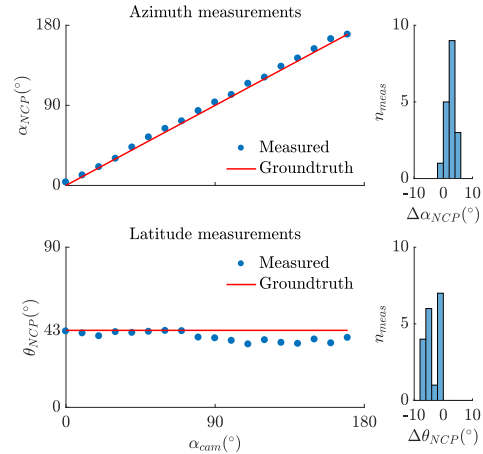 Azimuth measurements
180
90
0
α_NCP(°)
Measured
Groundtruth
10
5
0
n_meas
-10 0 10
Δα_NCP(°)
Latitude measurements
90
43
0
θ_NCP(°)
Measured
Groundtruth
0 90 180
α_cam(°)
10
5
0
n_meas
-10 0 10
Δθ_NCP(°)